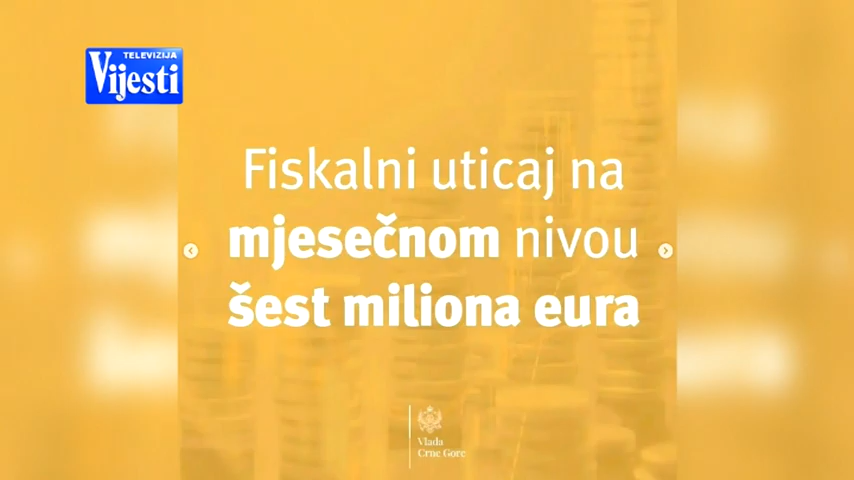 TELEVIZIJA
Vijesti
Fiskalni uticaj na
mjesečnom nivou
šest miliona eura
Vlada
Crne Gore